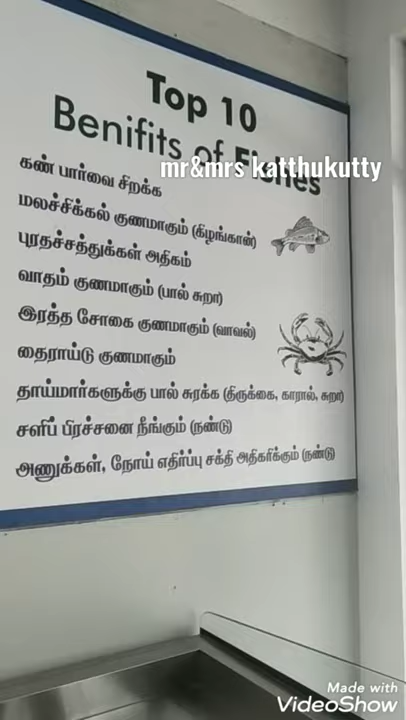 Top 10
Benifits of Fishes
mr&mrs katthukutty
கண் பார்வை சிறக்க
மலச்சிக்கல் குணமாகும் (கிழங்கான்)
புரதச்சத்துக்கள் அதிகம்
வாதம் குணமாகும் (பால் சுறா)
இரத்த சோகை குணமாகும் (வாவல்)
தைராய்டு குணமாகும்
தாய்மார்களுக்கு பால் சுரக்க (திருக்கை, காரால், சுறா)
சளிப் பிரச்சனை நீங்கும் (நண்டு)
அணுக்கள், நோய் எதிர்ப்பு சக்தி அதிகரிக்கும் (நண்டு)
Made with
VideoShow